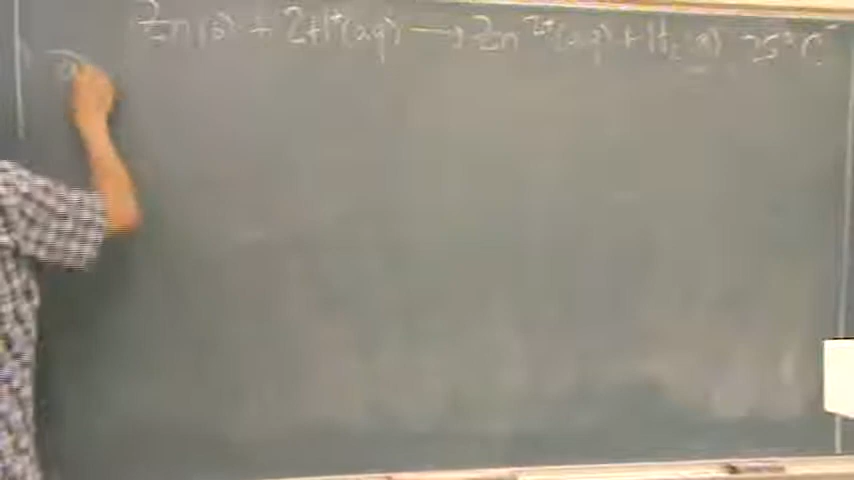 Zn(s) + 2H⁺(aq) → Zn²⁺(aq) + H₂(g) 25°C